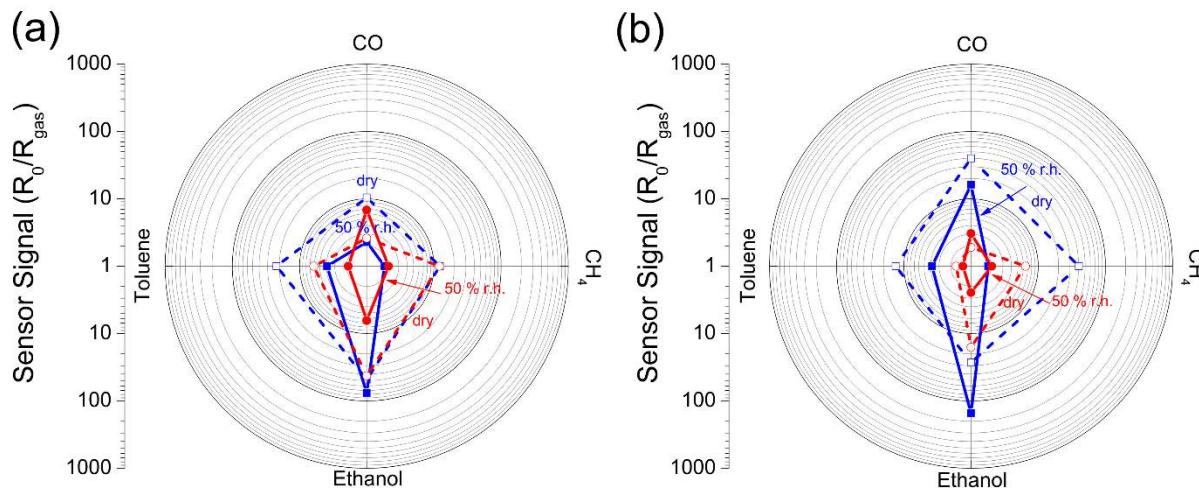 (a)
CO
1000
100
10
1
10
100
1000
Sensor Signal (R0/Rgas)
Toluene
dry
50 % r.h.
50 % r.h.
dry
CH4
Ethanol
(b)
CO
1000
100
10
1
10
100
1000
Sensor Signal (R0/Rgas)
Toluene
50 % r.h.
dry
50 % r.h.
dry
CH4
Ethanol